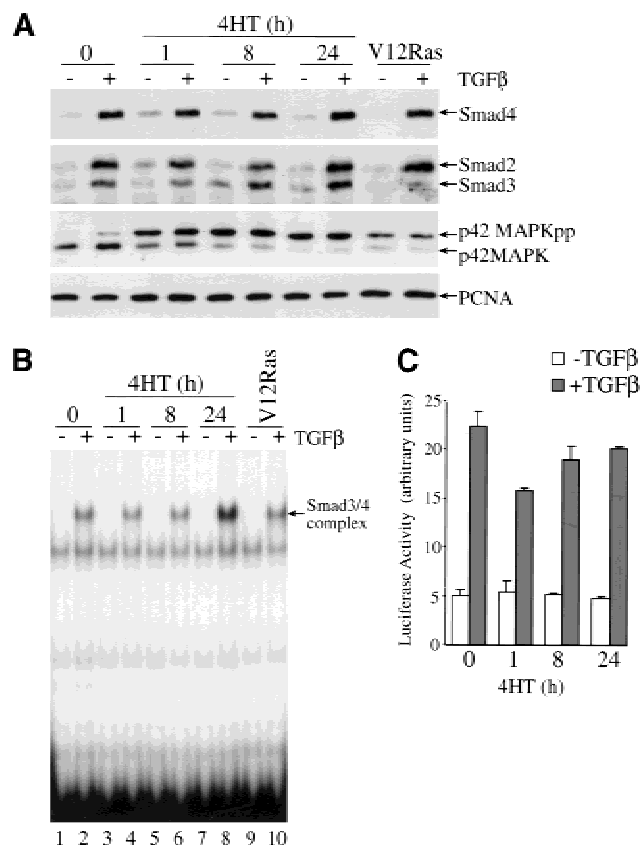 A
4HT (h)
0 1 8 24 V12Ras
- + - + - + - + - + TGFβ
Smad4
Smad2
Smad3
p42 MAPKpp
p42MAPK
PCNA
B
4HT (h)
0 1 8 24 V12Ras
- + - + - + - + - + TGFβ
Smad3/4
complex
1 2 3 4 5 6 7 8 9 10
C
-TGFβ
+TGFβ
Luciferase Activity (arbitrary units)
25
20
15
10
5
0
0 1 8 24
4HT (h)